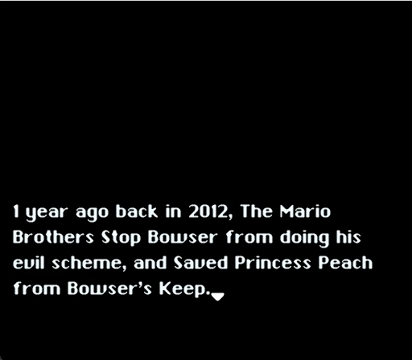 1 year ago back in 2012, The Mario
Brothers Stop Bowser from doing his
evil scheme, and Saved Princess Peach
from Bowser's Keep.